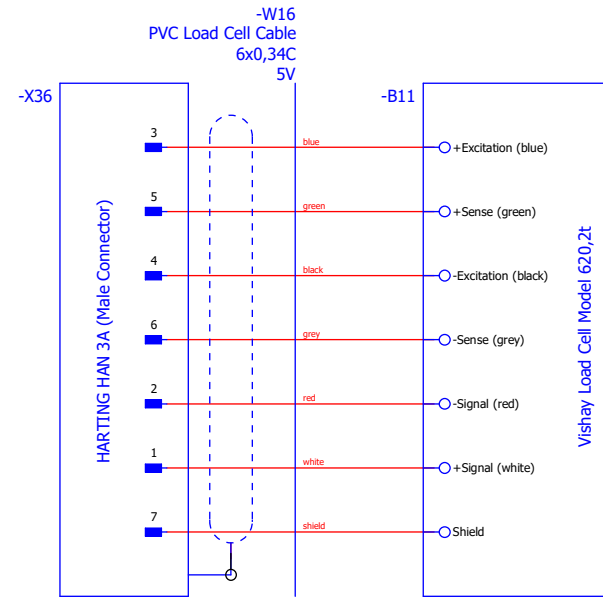 -W16
PVC Load Cell Cable
6x0,34C
5V
-X36
-B11
3
blue
+Excitation (blue)
5
green
+Sense (green)
4
black
-Excitation (black)
6
grey
-Sense (grey)
2
red
-Signal (red)
1
white
+Signal (white)
7
shield
Shield
HARTING HAN 3A (Male Connector)
Vishay Load Cell Model 620,2t